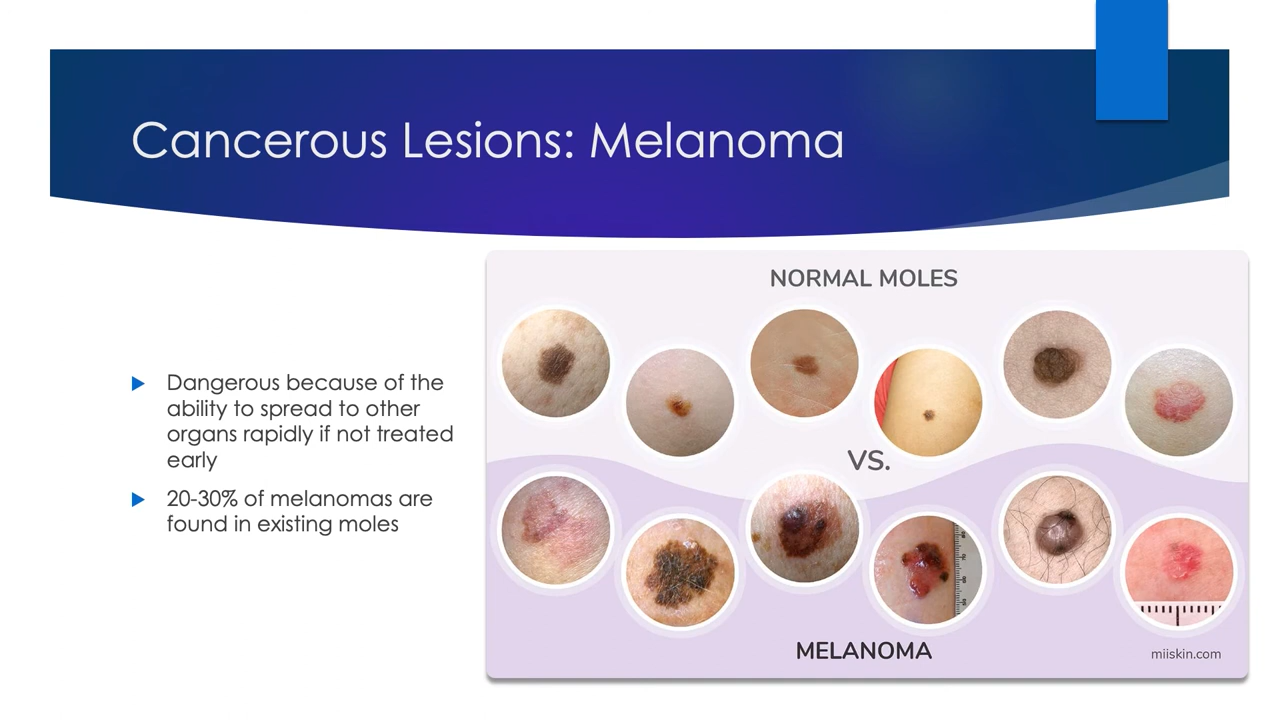 Cancerous Lesions: Melanoma
Dangerous because of the
ability to spread to other
organs rapidly if not treated
early
20-30% of melanomas are
found in existing moles
NORMAL MOLES
VS.
MELANOMA
miiskin.com